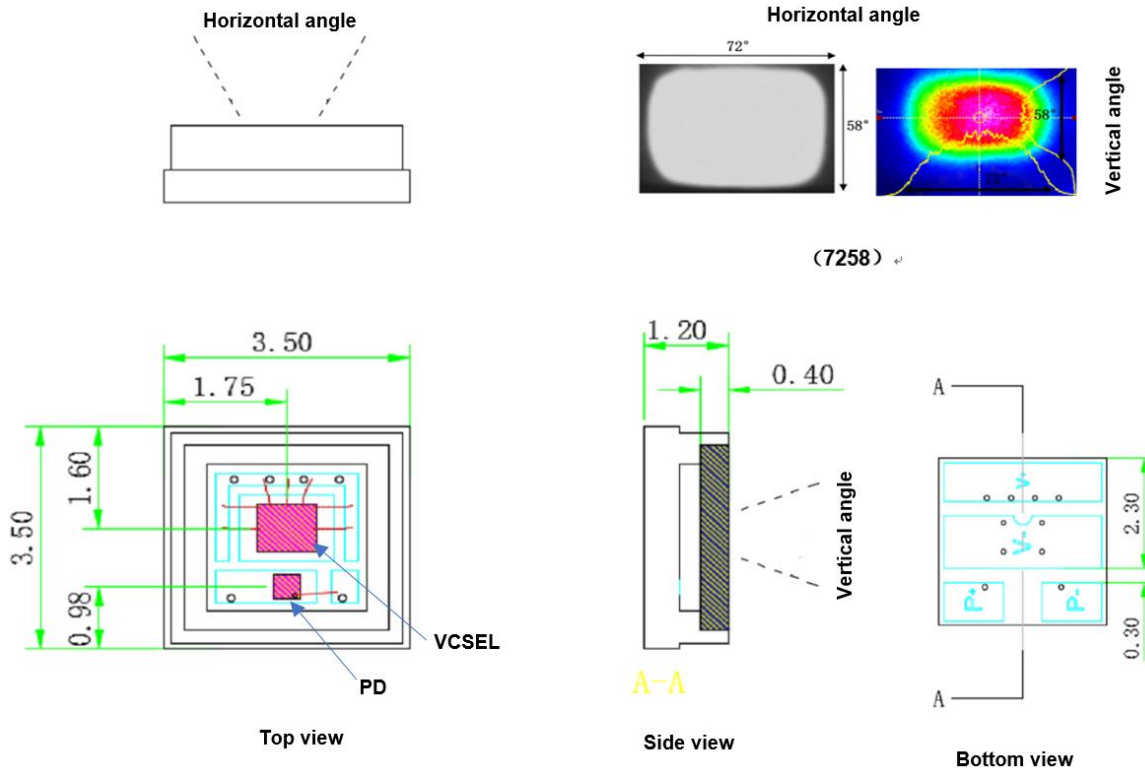 Horizontal angle
Horizontal angle
72°
58°
58°
72°
Vertical angle
（7258）
3.50
1.75
1.60
3.50
0.98
VCSEL
PD
Top view
1.20
0.40
Vertical angle
A-A
Side view
A
V+
V-
P+
P-
2.30
0.30
A
Bottom view